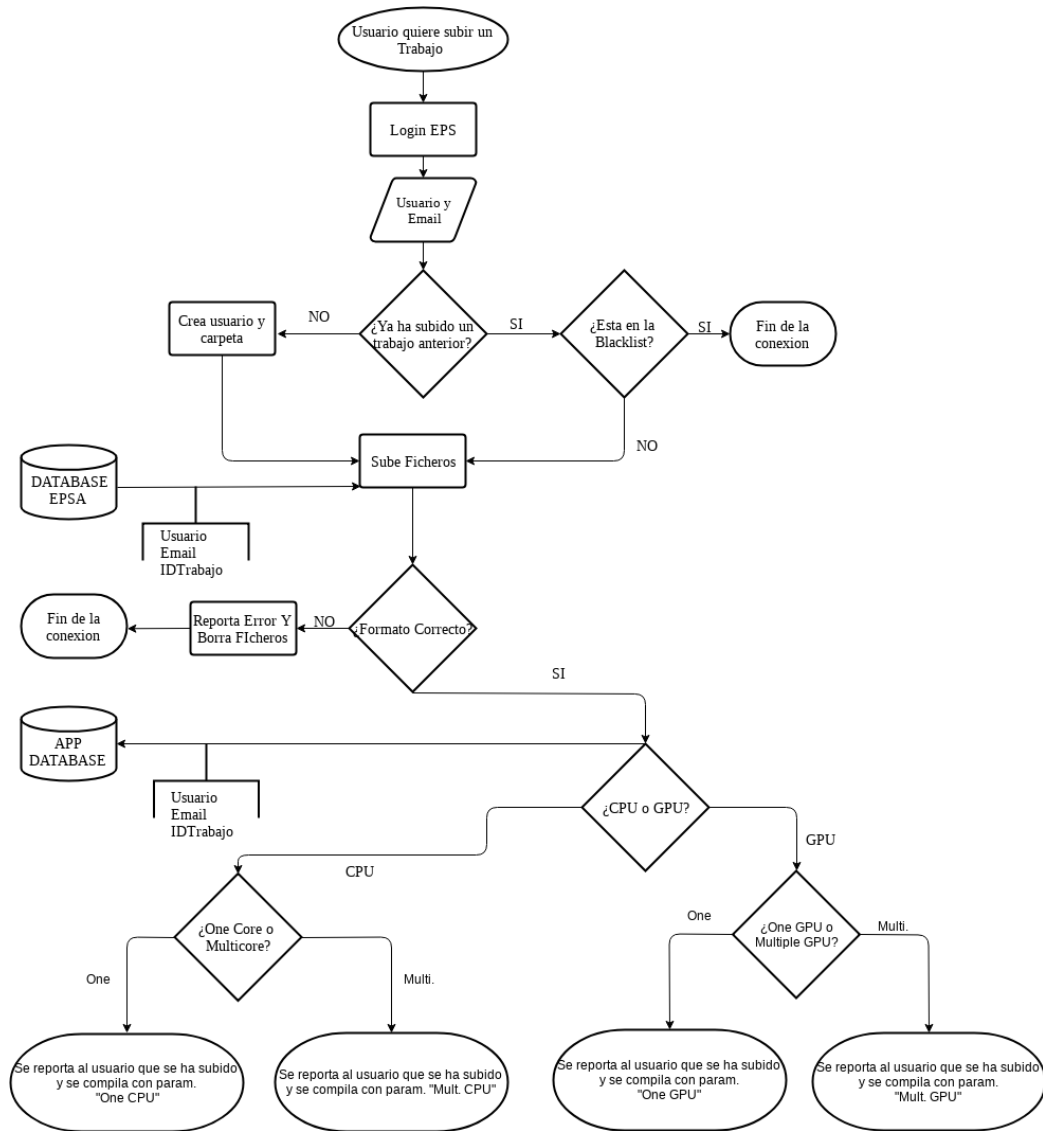 Usuario quiere subir un
Trabajo
Login EPS
Usuario y
Email
Crea usuario y
carpeta
NO
¿Ya ha subido un
trabajo anterior?
SI
¿Esta en la
Blacklist?
SI
Fin de la
conexion
NO
Sube Ficheros
DATABASE
EPSA
Usuario
Email
IDTrabajo
Fin de la
conexion
Reporta Error Y
Borra FIcheros
NO
¿Formato Correcto?
SI
APP
DATABASE
Usuario
Email
IDTrabajo
¿CPU o GPU?
CPU
GPU
¿One Core o
Multicore?
One
Multi.
¿One GPU o
Multiple GPU?
One
Multi.
Se reporta al usuario que se ha subido
y se compila con param.
"One CPU"
Se reporta al usuario que se ha subido
y se compila con param. "Mult. CPU"
Se reporta al usuario que se ha subido
y se compila con param.
"One GPU"
Se reporta al usuario que se ha subido
y se compila con param.
"Mult. GPU"